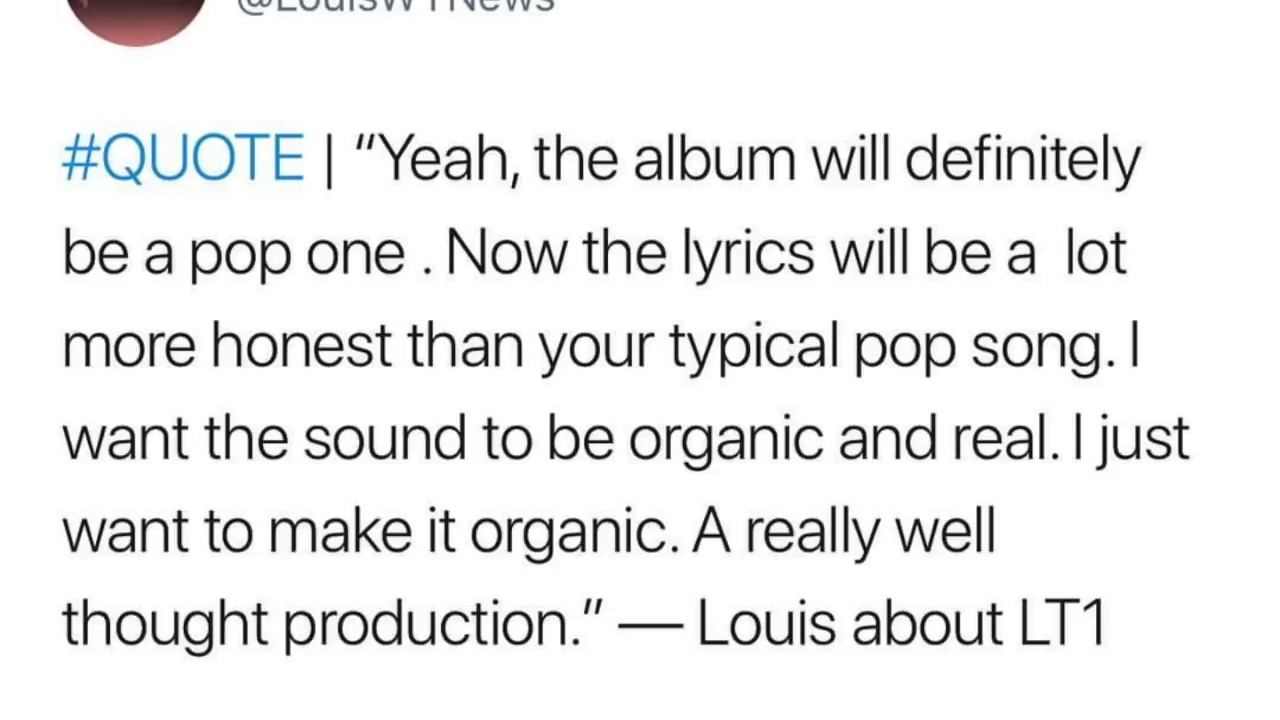 @LouisWTNews
#QUOTE | “Yeah, the album will definitely
be a pop one . Now the lyrics will be a  lot
more honest than your typical pop song. I
want the sound to be organic and real. I just
want to make it organic. A really well
thought production.” — Louis about LT1